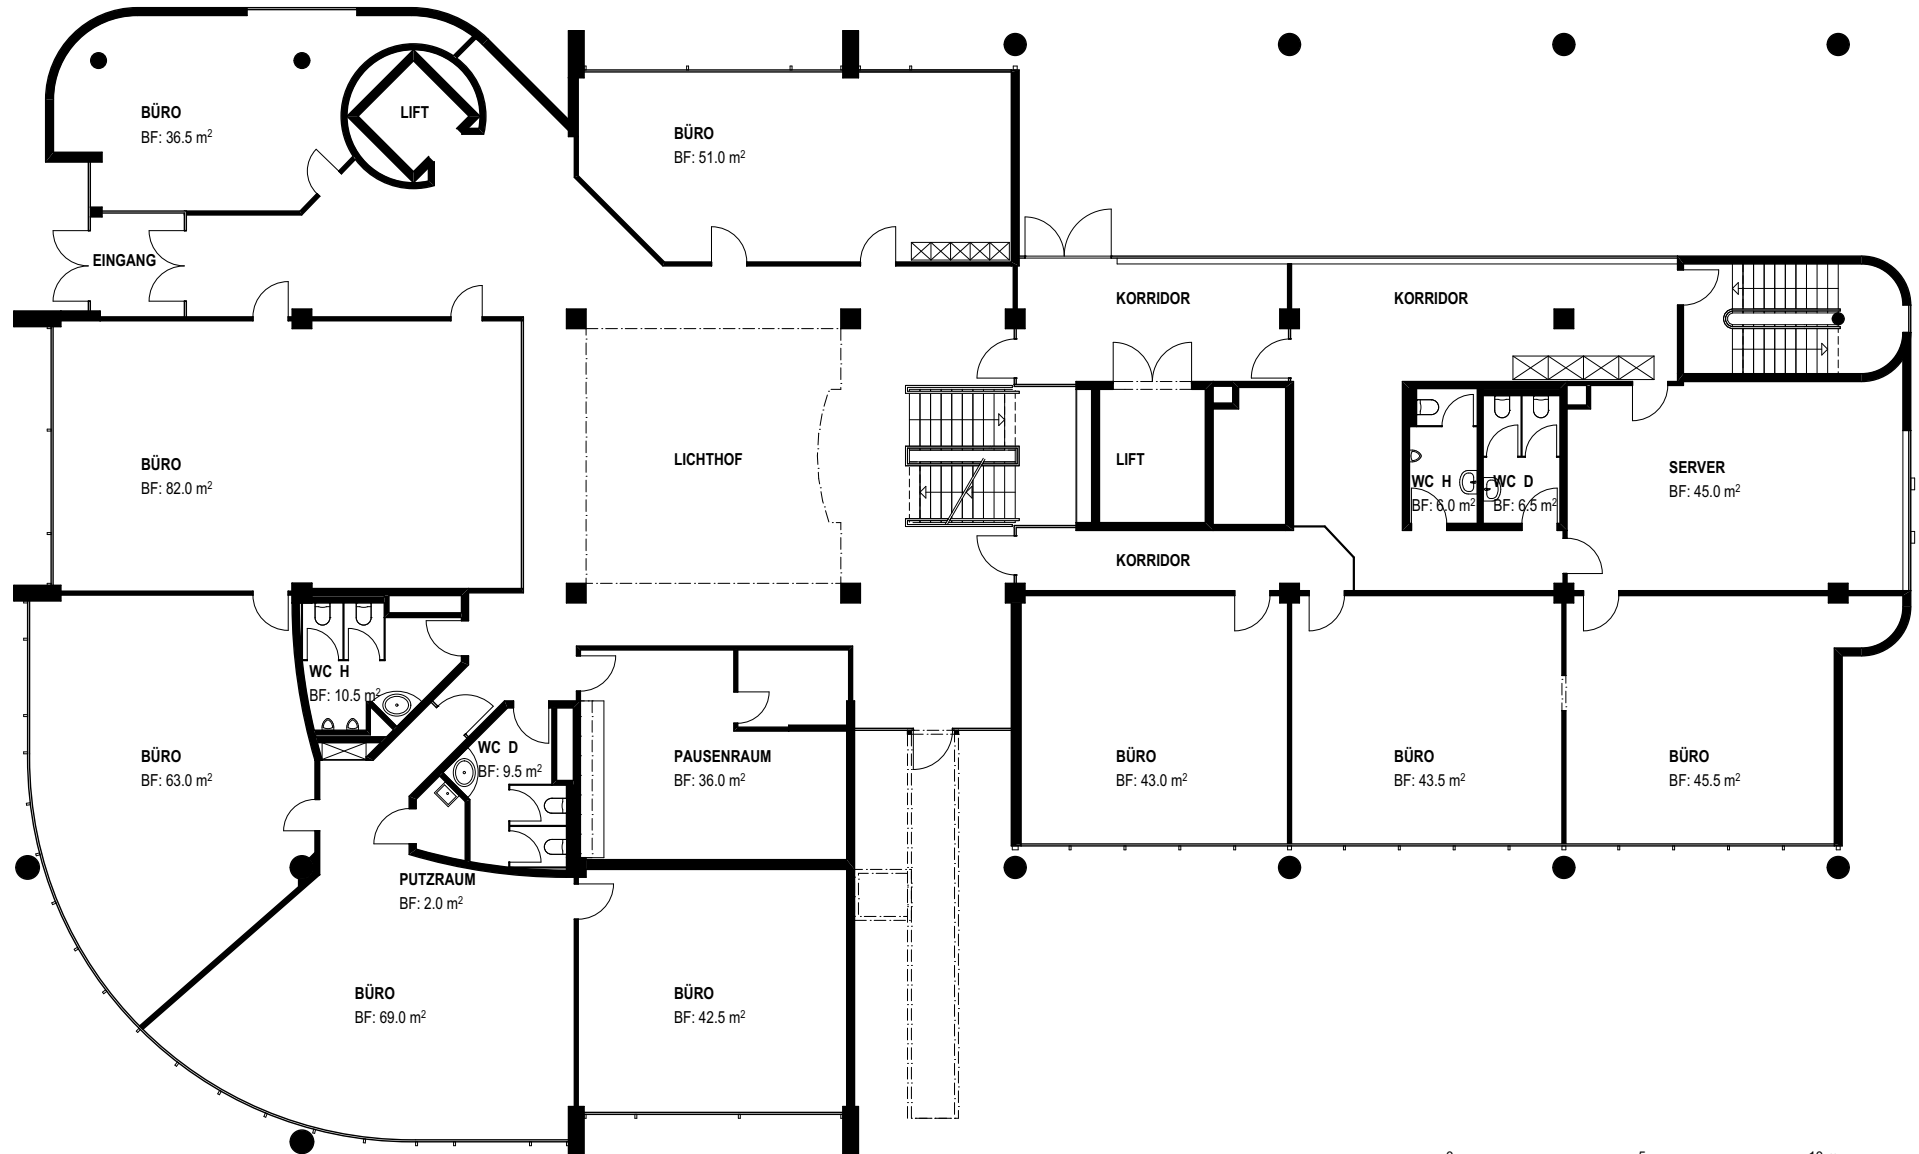 BÜRO
BF: 36.5 m²
LIFT
BÜRO
BF: 51.0 m²
EINGANG
KORRIDOR
KORRIDOR
BÜRO
BF: 82.0 m²
LICHTHOF
LIFT
WC H
BF: 6.0 m²
WC D
BF: 6.5 m²
SERVER
BF: 45.0 m²
KORRIDOR
WC H
BF: 10.5 m²
BÜRO
BF: 63.0 m²
WC D
BF: 9.5 m²
PAUSENRAUM
BF: 36.0 m²
BÜRO
BF: 43.0 m²
BÜRO
BF: 43.5 m²
BÜRO
BF: 45.5 m²
PUTZRAUM
BF: 2.0 m²
BÜRO
BF: 69.0 m²
BÜRO
BF: 42.5 m²